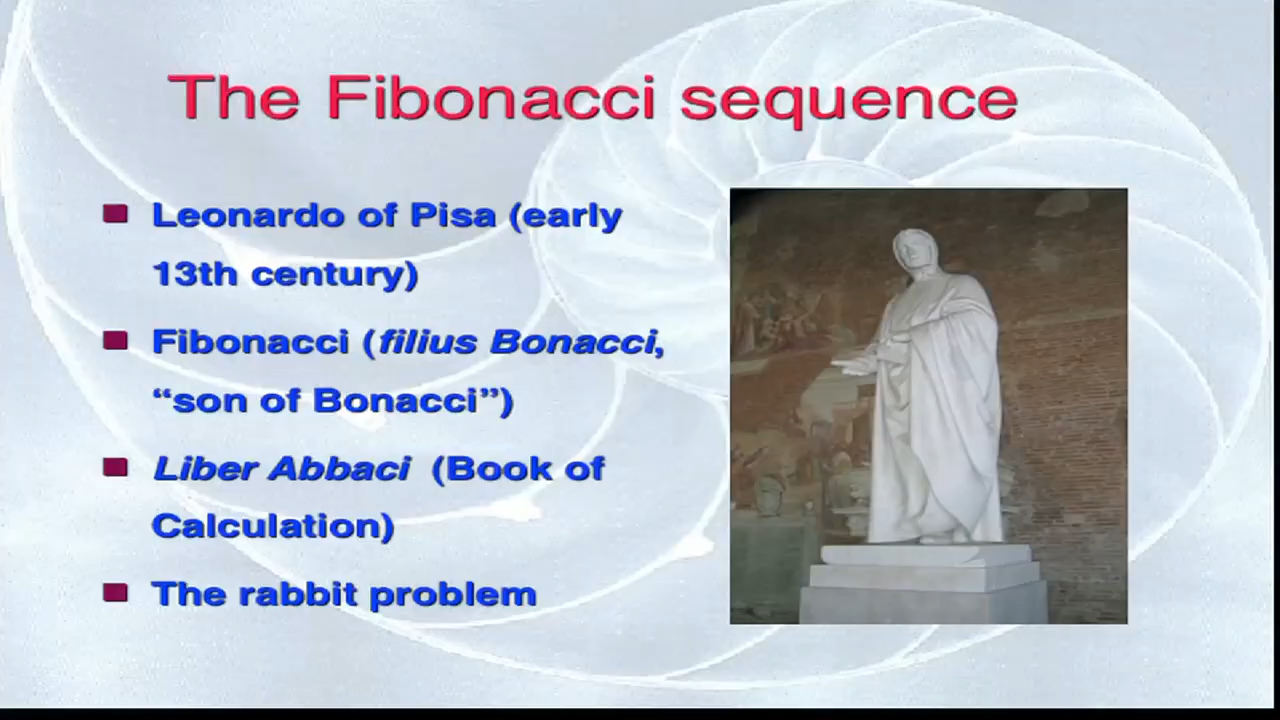 The Fibonacci sequence
Leonardo of Pisa (early
13th century)
Fibonacci (filius Bonacci,
“son of Bonacci”)
Liber Abbaci (Book of
Calculation)
The rabbit problem